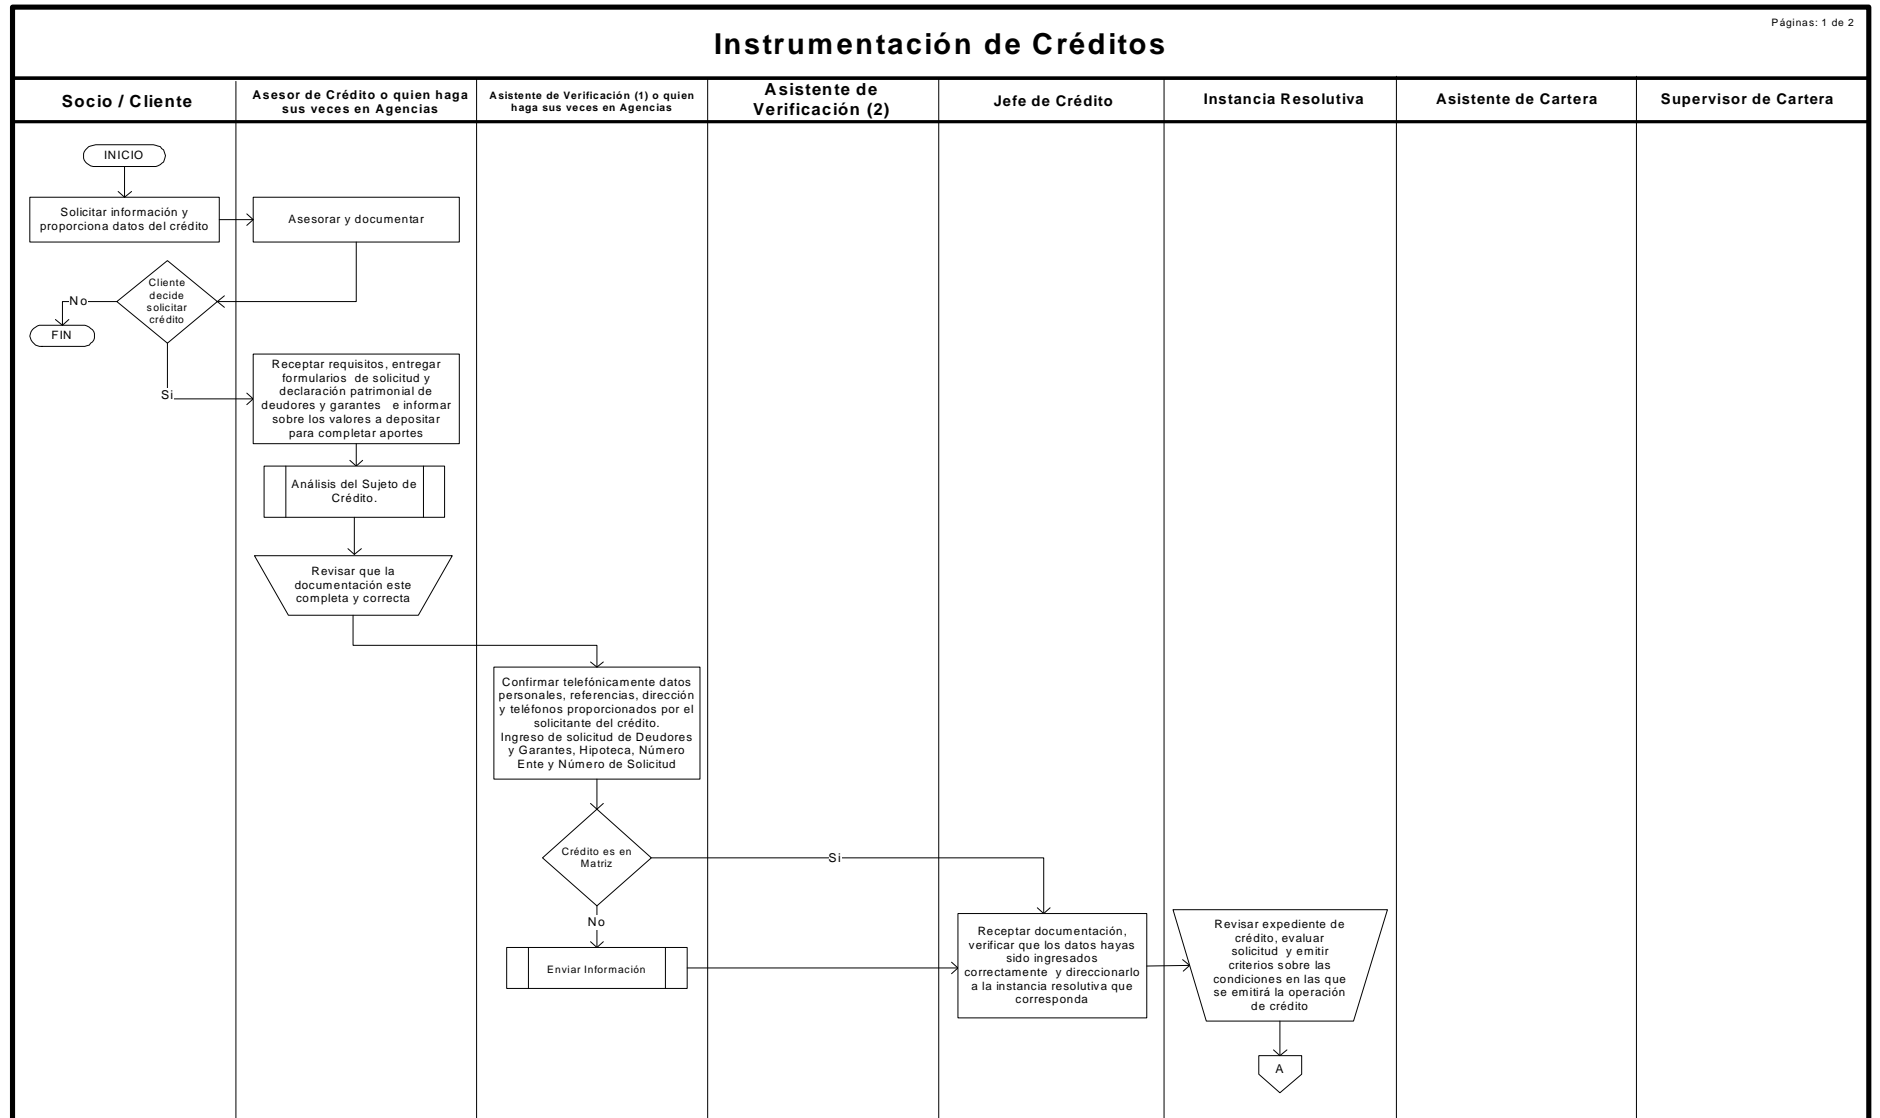 Páginas: 1 de 2
Instrumentación de Créditos
Socio / Cliente
Asesor de Crédito o quien haga
sus veces en Agencias
Asistente de Verificación (1) o quien
haga sus veces en Agencias
Asistente de
Verificación (2)
Jefe de Crédito
Instancia Resolutiva
Asistente de Cartera
Supervisor de Cartera
INICIO
Solicitar información y
proporciona datos del crédito
Asesorar y documentar
Cliente
decide
solicitar
crédito
No
FIN
Si
Receptar requisitos, entregar
formularios de solicitud y
declaración patrimonial de
deudores y garantes e informar
sobre los valores a depositar
para completar aportes
Análisis del Sujeto de
Crédito.
Revisar que la
documentación este
completa y correcta
Confirmar telefónicamente datos
personales, referencias, dirección
y teléfonos proporcionados por el
solicitante del crédito.
Ingreso de solicitud de Deudores
y Garantes, Hipoteca, Número
Ente y Número de Solicitud
Crédito es en
Matriz
Si
No
Enviar Información
Receptar documentación,
verificar que los datos hayas
sido ingresados
correctamente y direccionarlo
a la instancia resolutiva que
corresponda
Revisar expediente de
crédito, evaluar
solicitud y emitir
criterios sobre las
condiciones en las que
se emitirá la operación
de crédito
A